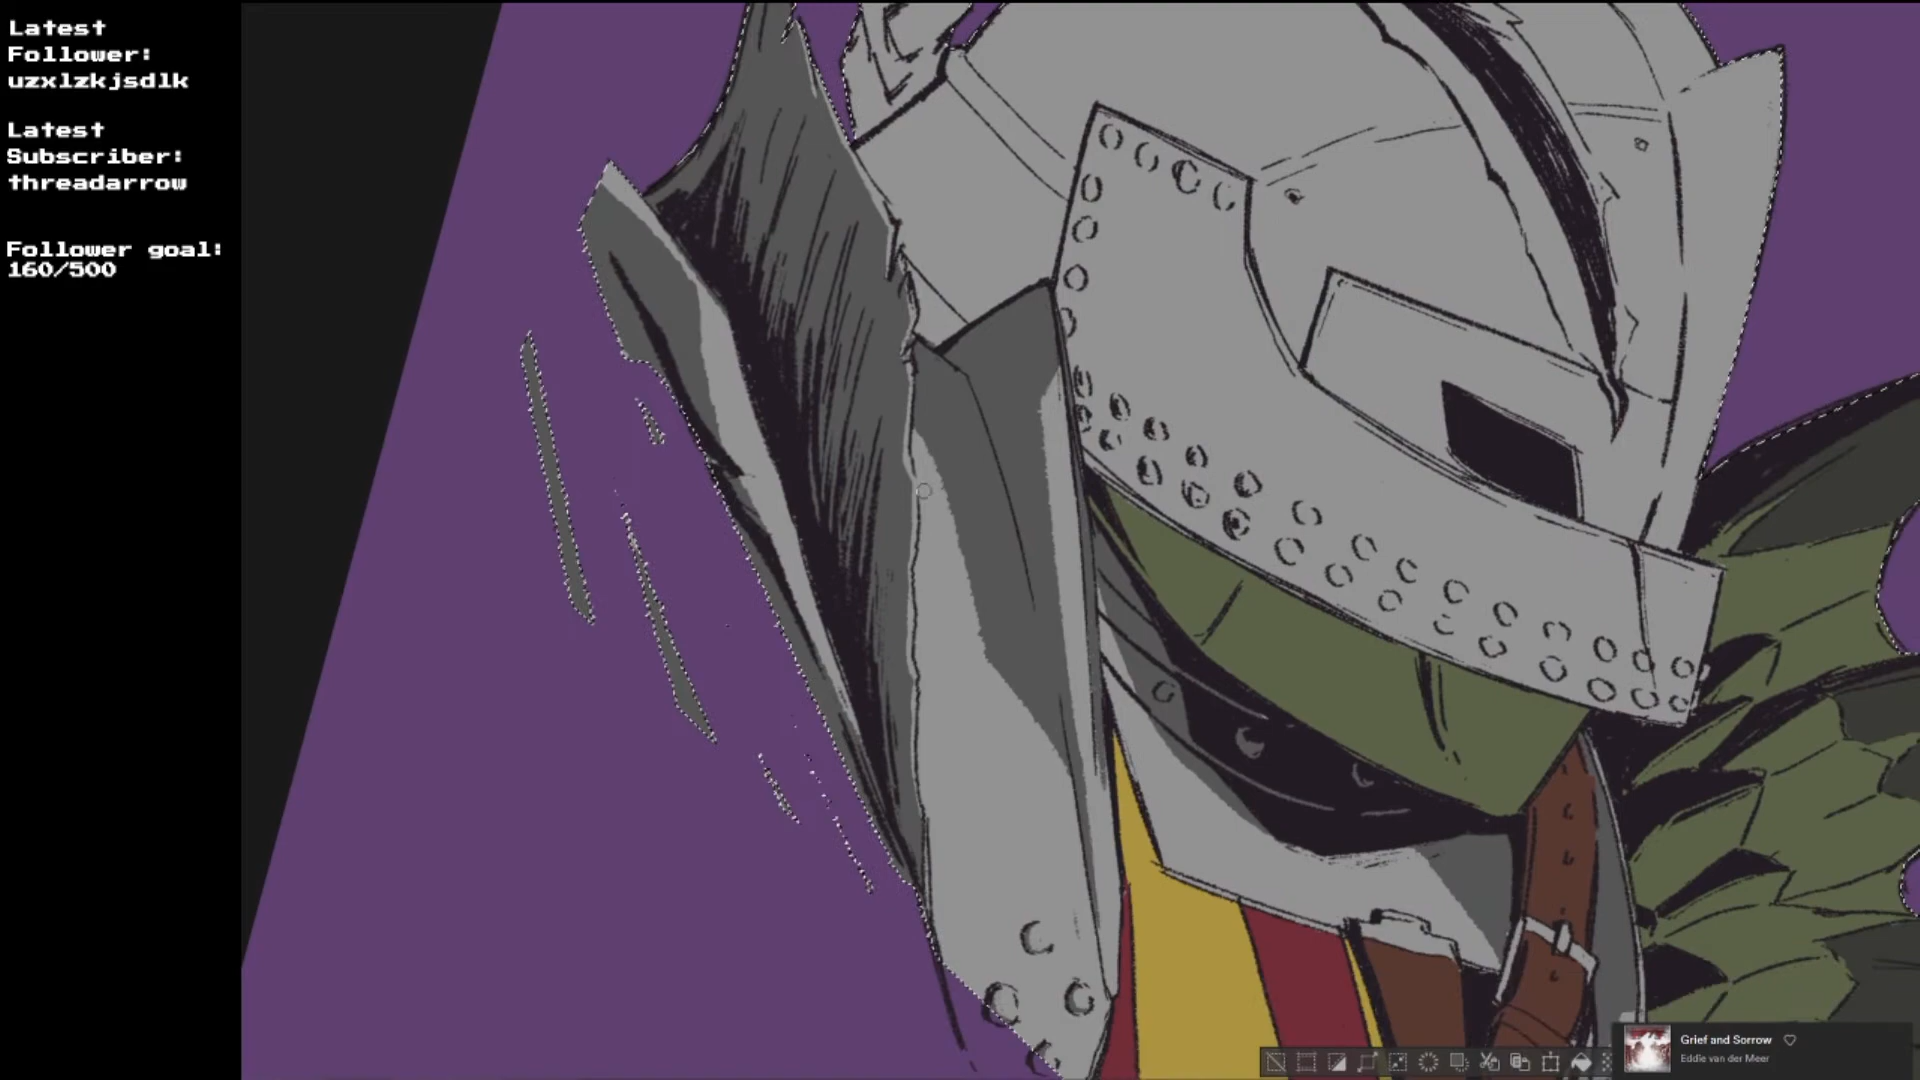 Latest
Follower:
uzxlzkjsdlk
Latest
Subscriber:
threadarrow
Follower goal:
160/500
Grief and Sorrow
Eddie van der Meer